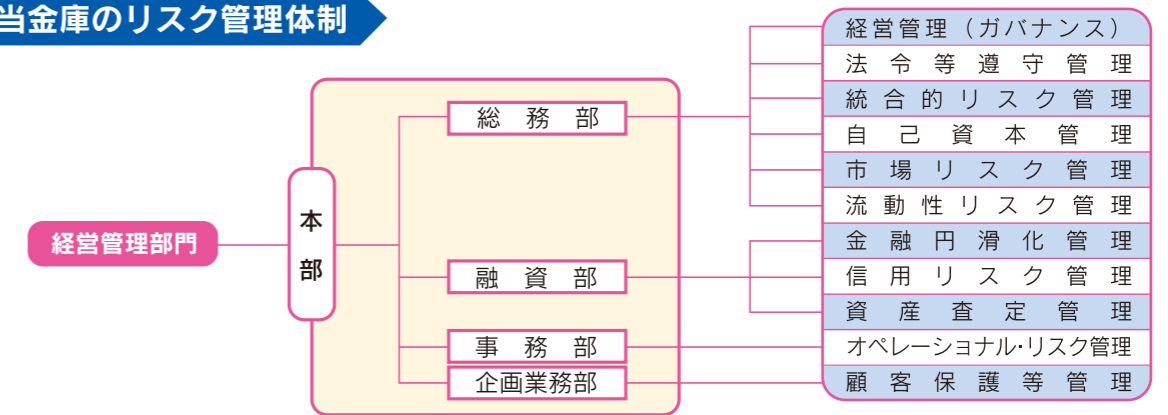 当金庫のリスク管理体制
経営管理部門
本部
総務部
融資部
事務部
企画業務部
経営管理（ガバナンス）
法令等遵守管理
統合的リスク管理
自己資本管理
市場リスク管理
流動性リスク管理
金融円滑化管理
信用リスク管理
資産査定管理
オペレーショナル・リスク管理
顧客保護等管理